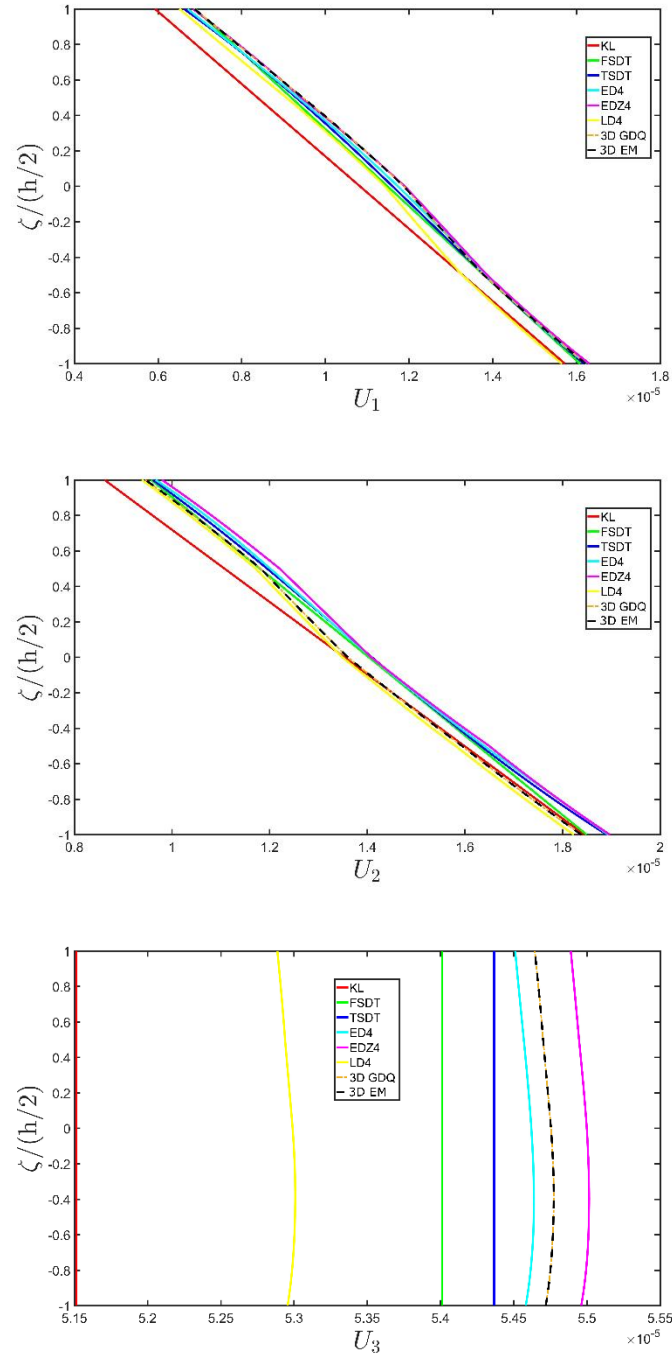 1
0.8
0.6
0.4
0.2
0
-0.2
-0.4
-0.6
-0.8
-1
ζ/(h/2)
KL
FSDT
TSDT
ED4
EDZ4
LD4
3D GDQ
3D EM
0.4 0.6 0.8 1 1.2 1.4 1.6 1.8
U₁
×10⁻⁵
1
0.8
0.6
0.4
0.2
0
-0.2
-0.4
-0.6
-0.8
-1
ζ/(h/2)
KL
FSDT
TSDT
ED4
EDZ4
LD4
3D GDQ
3D EM
0.8 1 1.2 1.4 1.6 1.8 2
U₂
×10⁻⁵
1
0.8
0.6
0.4
0.2
0
-0.2
-0.4
-0.6
-0.8
-1
ζ/(h/2)
KL
FSDT
TSDT
ED4
EDZ4
LD4
3D GDQ
3D EM
5.15 5.2 5.25 5.3 5.35 5.4 5.45 5.5 5.55
U₃
×10⁻⁵